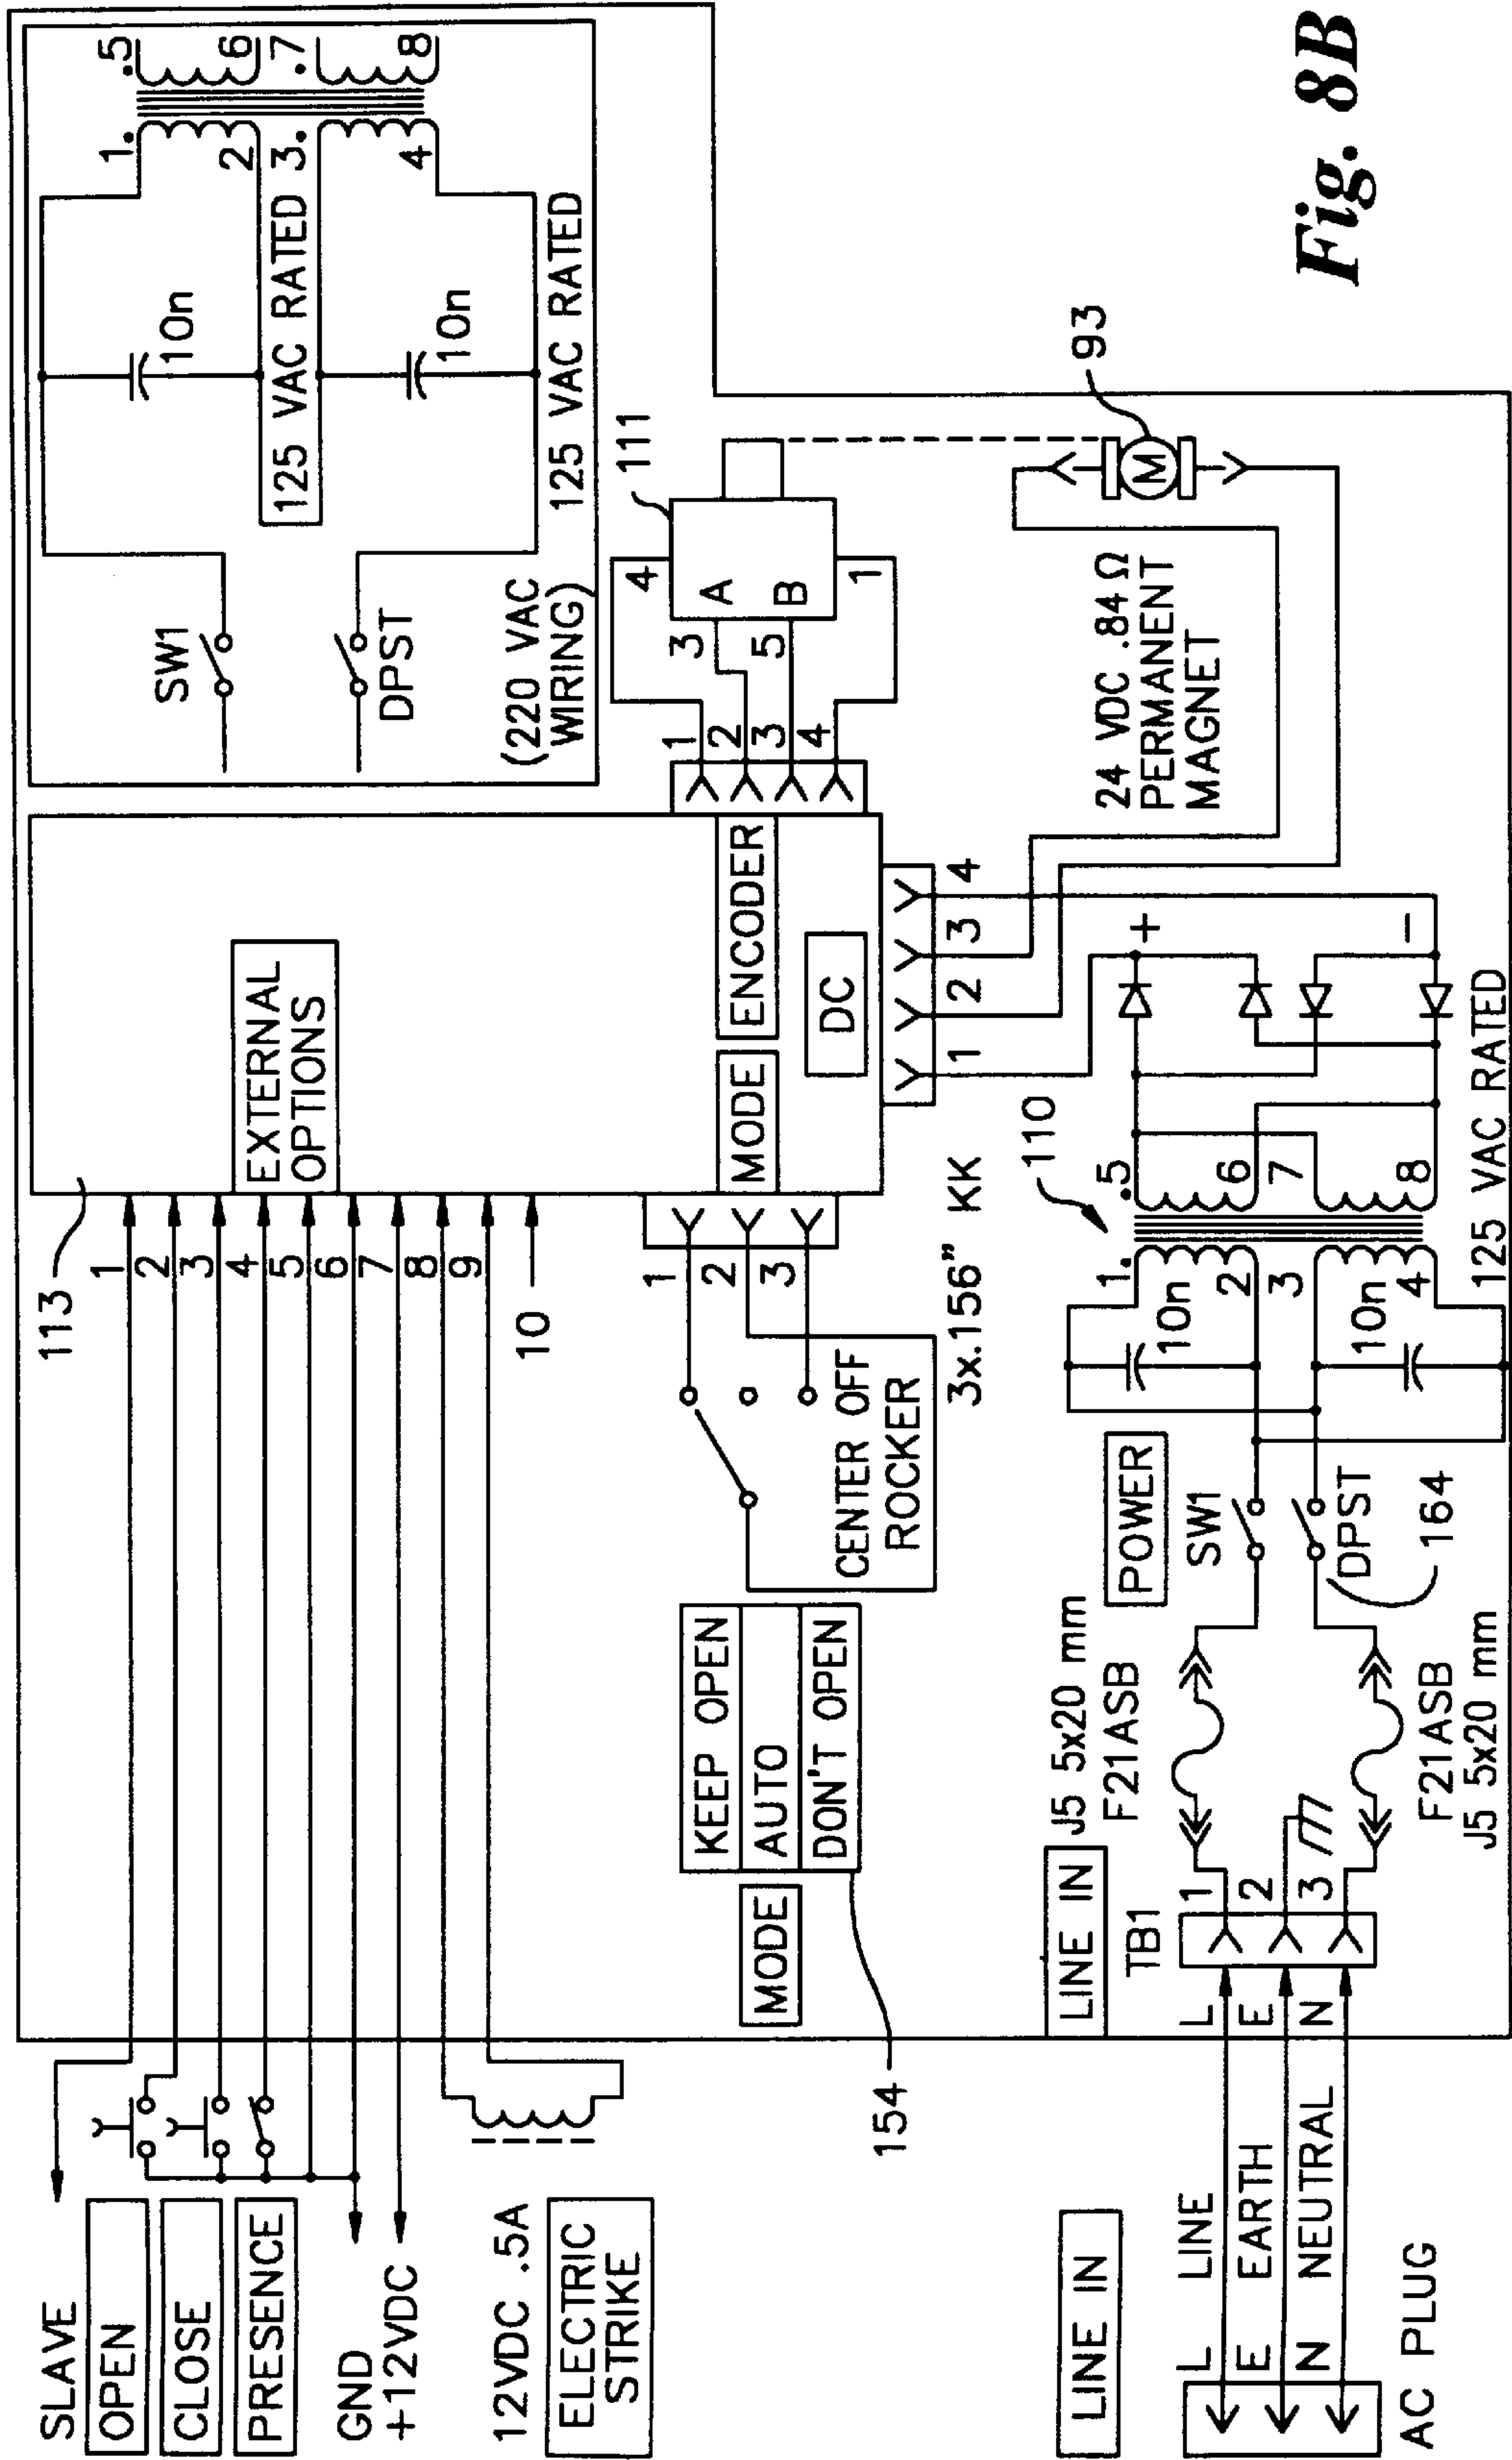 SLAVE
OPEN
CLOSE
PRESENCE
GND
+12VDC
12VDC .5A
ELECTRIC
STRIKE
113
1
2
3
4
5
6
7
8
9
10
EXTERNAL
OPTIONS
SW1
DPST
(220 VAC
WIRING)
10n
125 VAC RATED
10n
125 VAC RATED
1.
2
3.
4
.5
6
.7
8
MODE
KEEP OPEN
AUTO
DON'T OPEN
154
1
2
3
CENTER OFF
ROCKER
3x.156" KK
MODE
ENCODER
DC
1
2
3
4
1
2
3
4
3
5
4
1
A
B
111
24 VDC .84 Ω
PERMANENT
MAGNET
M
93
LINE IN
L LINE L
E EARTH E
N NEUTRAL N
AC PLUG
LINE IN
TB1
1
2
3
J5 5x20 mm
F21ASB
F21ASB
J5 5x20 mm
POWER
SW1
DPST
164
10n
10n
1.
2
3
4
110
.5
6
7
8
125 VAC RATED
+
−
Fig. 8B